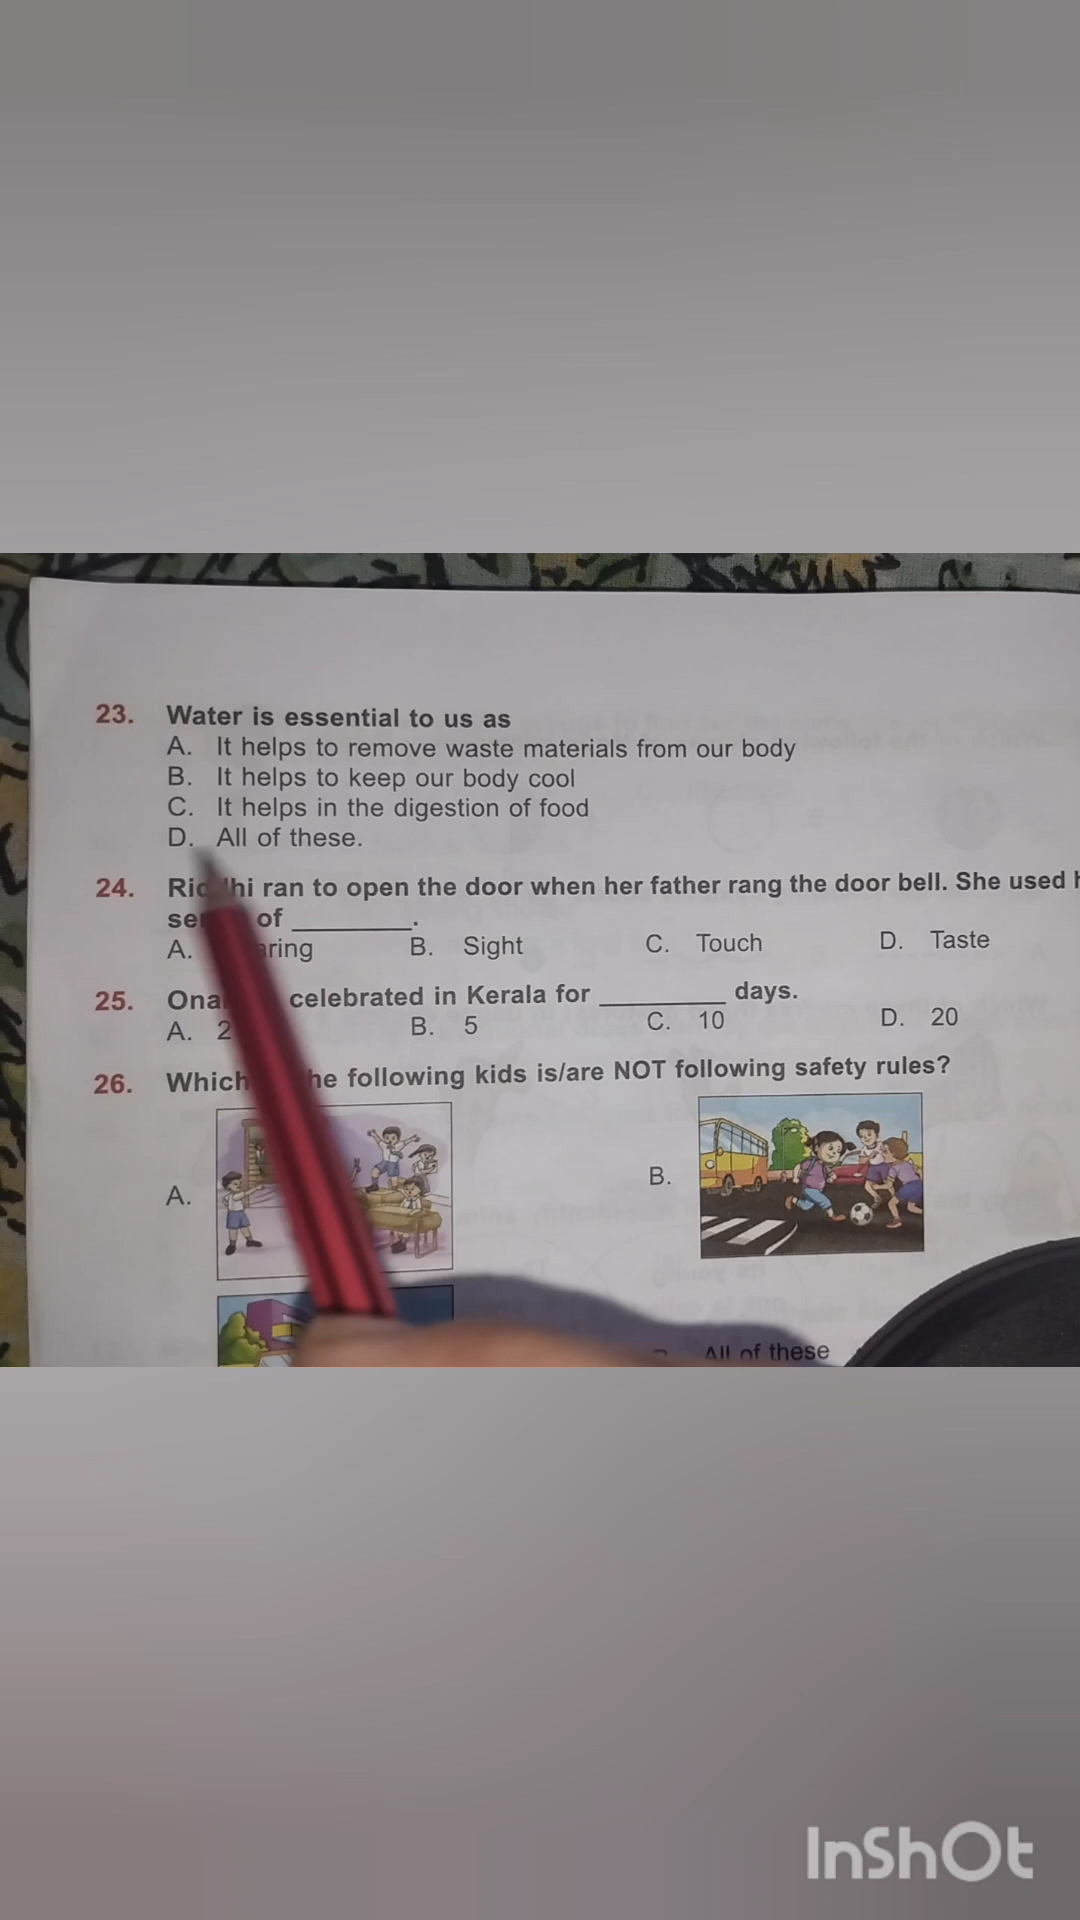 23. Water is essential to us as
A. It helps to remove waste materials from our body
B. It helps to keep our body cool
C. It helps in the digestion of food
D. All of these.
24. hi ran to open the door when her father rang the door bell. She used
of ________.
A. aring B. Sight C. Touch D. Taste
25. Ona celebrated in Kerala for ________ days.
A. 2 B. 5 C. 10 D. 20
26. Which he following kids is/are NOT following safety rules?
A. B.
All of these
InShOt